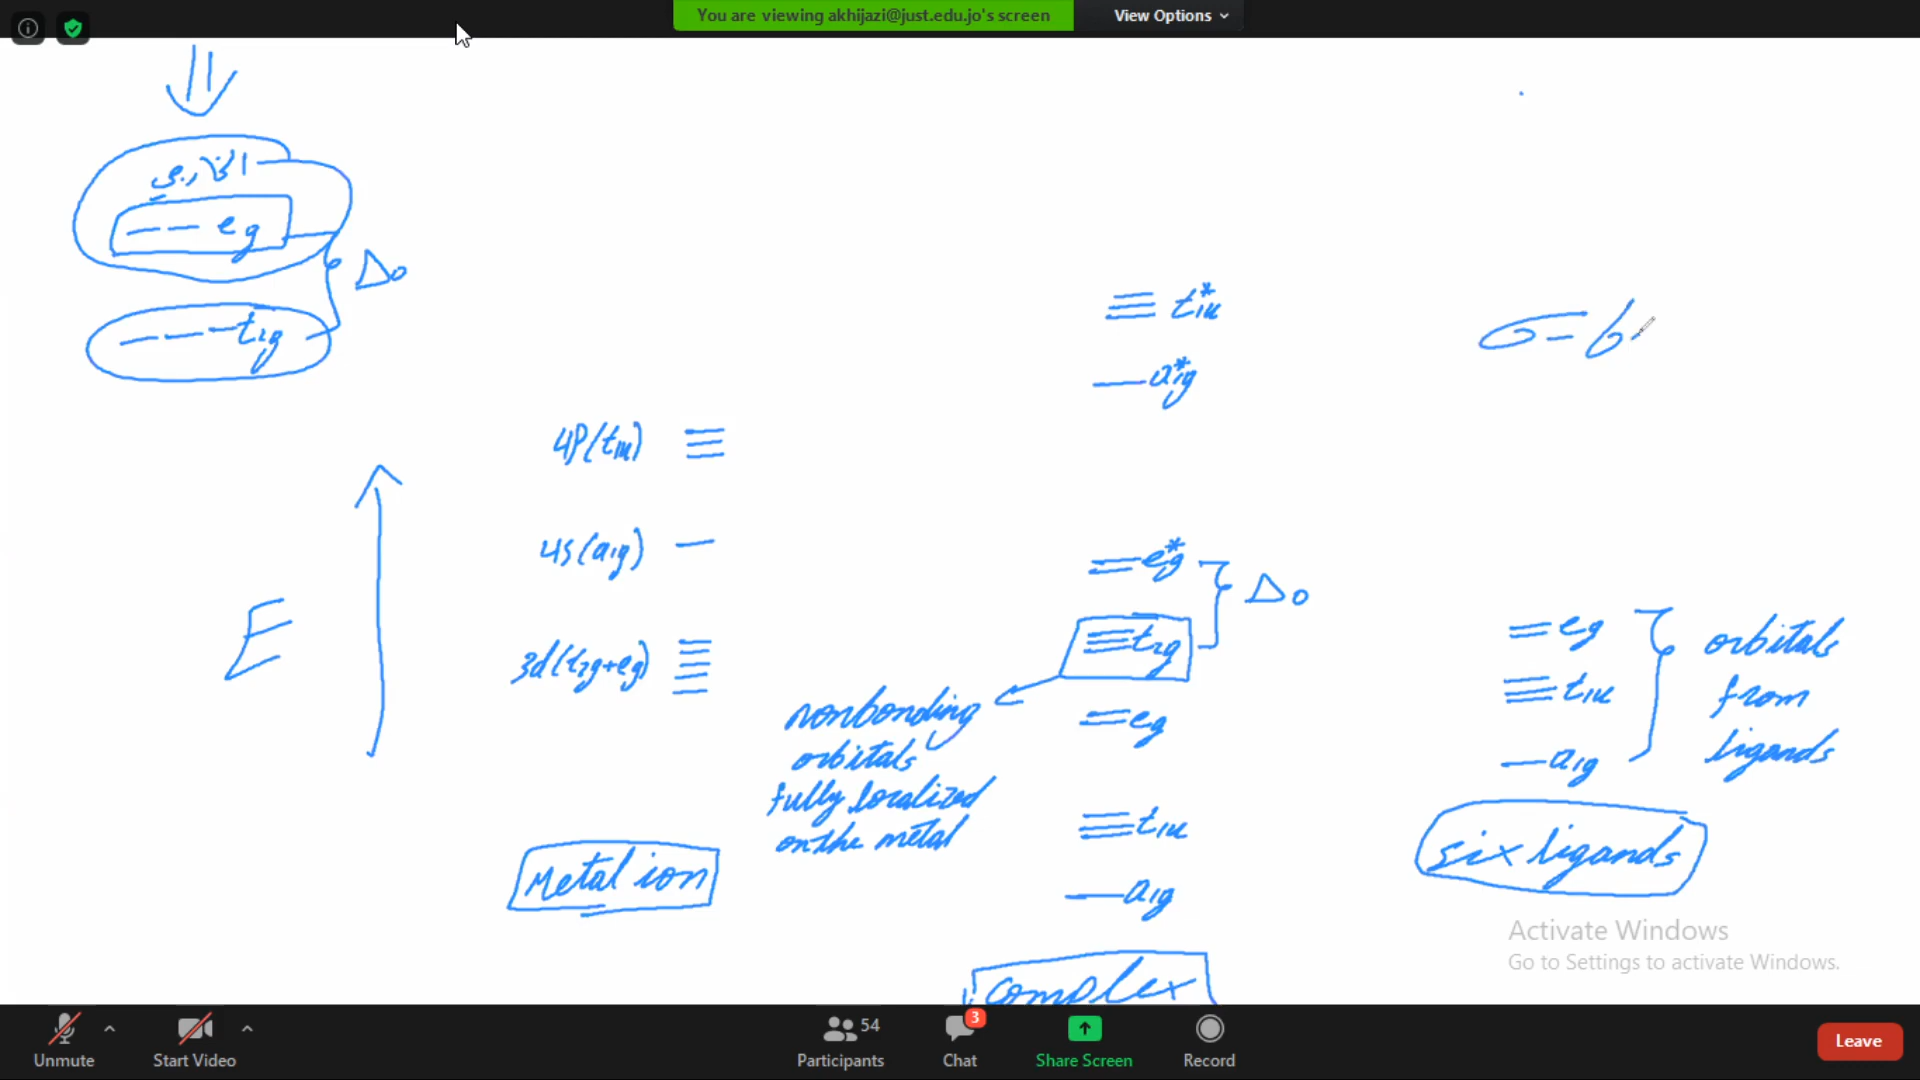 You are viewing akhijazi@just.edu.jo's screen View Options
eg
Δo
t2g
t1u*
σ-b
a1g*
4P(t1u)
4S(a1g)
eg*
Δo
E
3d(t2g+eg)
t2g
eg
t1u
a1g
orbitals
from
ligands
nonbonding
orbitals
fully localized
on the metal
eg
t1u
a1g
Metal ion
six ligands
complex
Activate Windows
Go to Settings to activate Windows.
Unmute
Start Video
54
Participants
3
Chat
Share Screen
Record
Leave